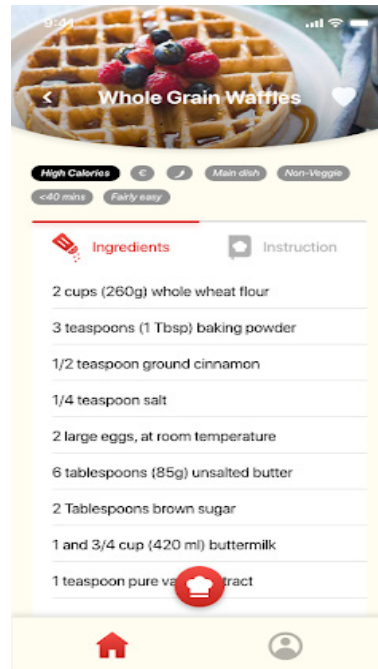 9:41
Whole Grain Waffles
High Calories € Main dish Non-Veggie
<40 mins Fairly easy
Ingredients Instruction
2 cups (260g) whole wheat flour
3 teaspoons (1 Tbsp) baking powder
1/2 teaspoon ground cinnamon
1/4 teaspoon salt
2 large eggs, at room temperature
6 tablespoons (85g) unsalted butter
2 Tablespoons brown sugar
1 and 3/4 cup (420 ml) buttermilk
1 teaspoon pure va tract